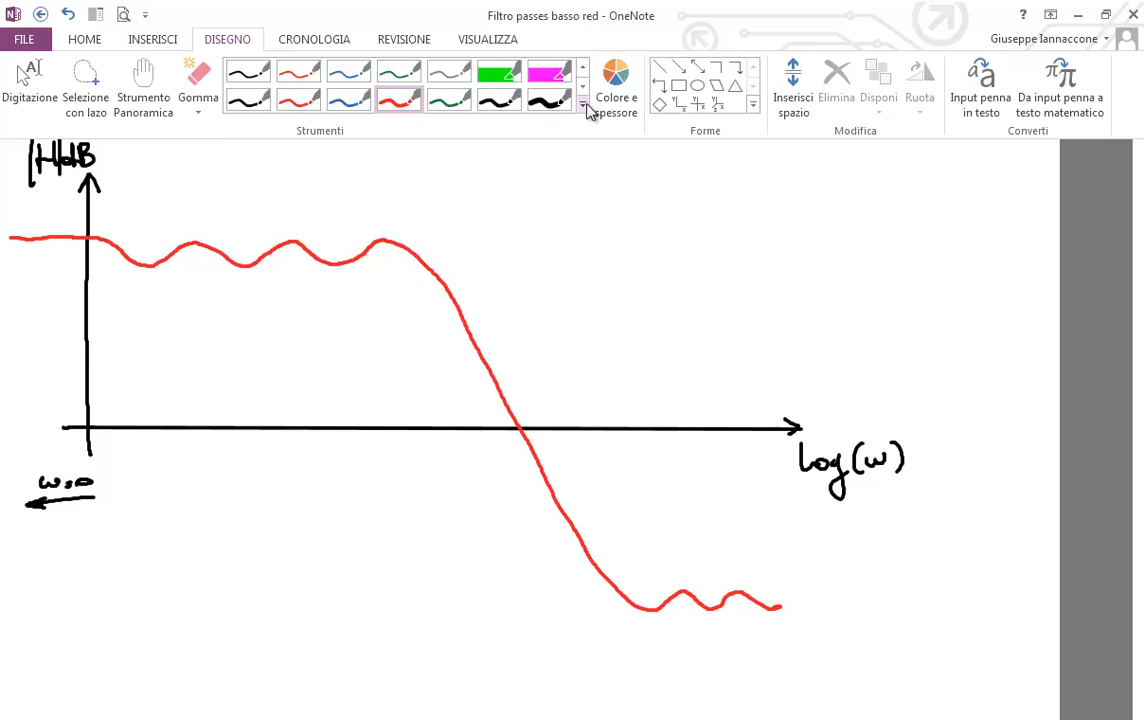 Filtro passes basso red - OneNote
?
FILE HOME INSERISCI DISEGNO CRONOLOGIA REVISIONE VISUALIZZA
Giuseppe Iannaccone
Digitazione
Selezione con lazo
Strumento Panoramica
Gomma
Strumenti
Colore e
spessore
Forme
Inserisci spazio
Elimina
Disponi
Ruota
Modifica
Input penna in testo
Da input penna a testo matematico
Converti
|H|dB
log(w)
w=0